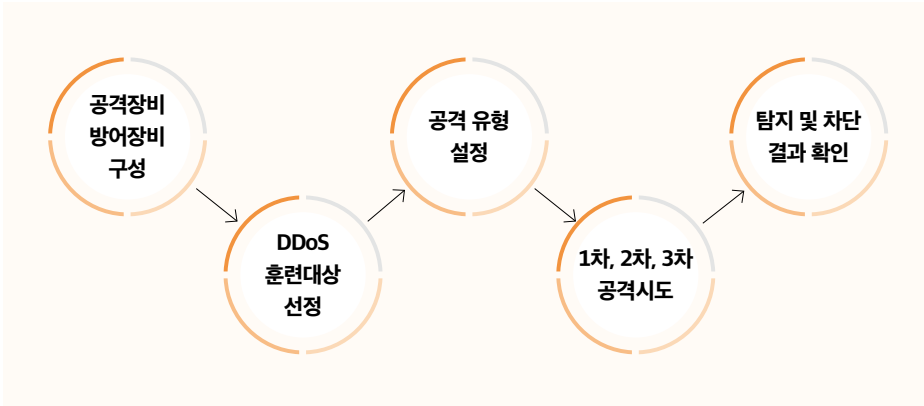 공격장비
방어장비
구성
DDoS
훈련대상
선정
공격 유형
설정
1차, 2차, 3차
공격시도
탐지 및 차단
결과 확인